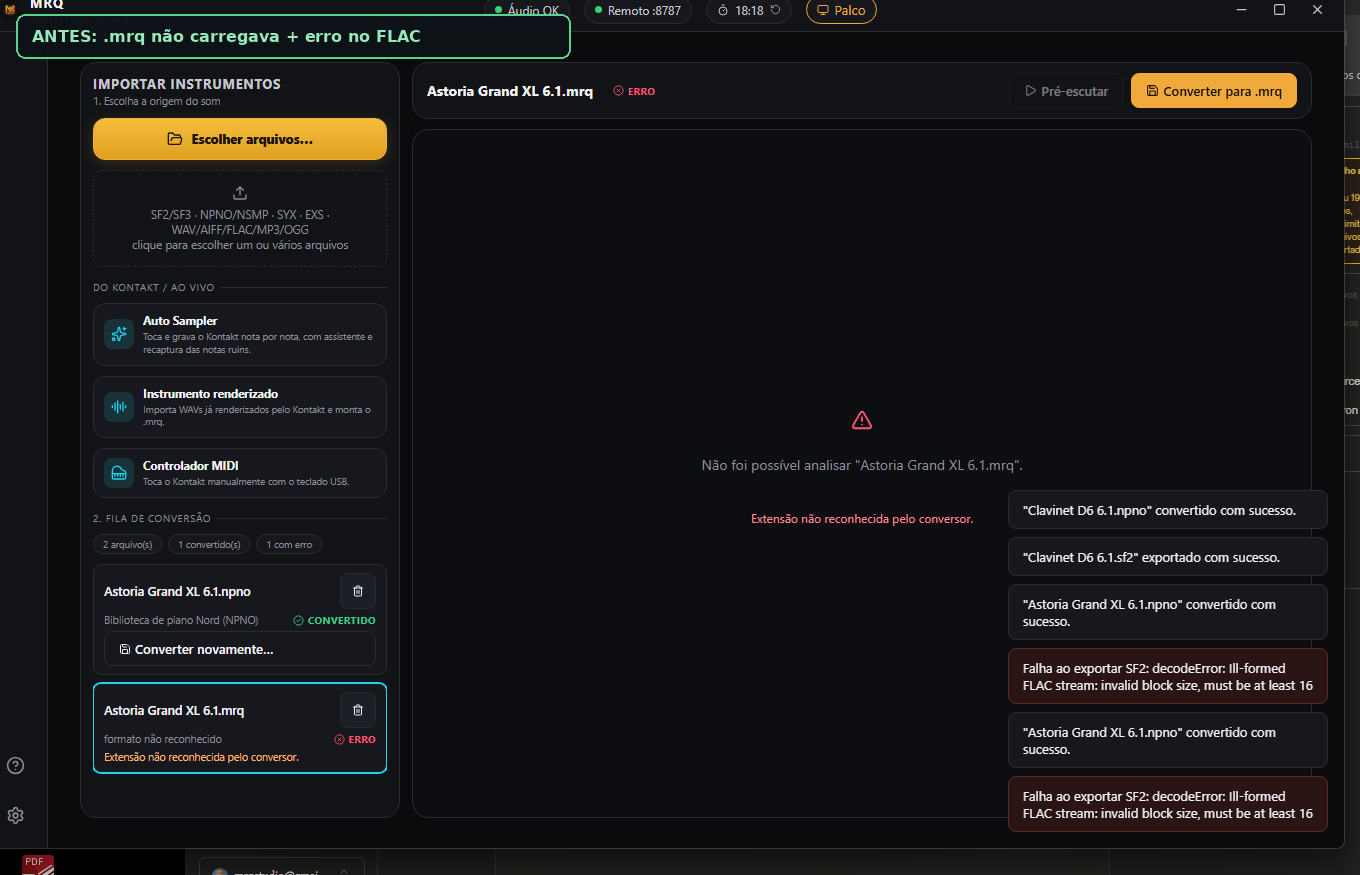 MRQ
Áudio OK
Remoto :8787
18:18
Palco
ANTES: .mrq não carregava + erro no FLAC
IMPORTAR INSTRUMENTOS
1. Escolha a origem do som
Escolher arquivos...
SF2/SF3 · NPNO/NSMP · SYX · EXS ·
WAV/AIFF/FLAC/MP3/OGG
clique para escolher um ou vários arquivos
DO KONTAKT / AO VIVO
Auto Sampler
Toca e grava o Kontakt nota por nota, com assistente e
recaptura das notas ruins.
Instrumento renderizado
Importa WAVs já renderizados pelo Kontakt e monta o
.mrq.
Controlador MIDI
Toca o Kontakt manualmente com o teclado USB.
2. FILA DE CONVERSÃO
2 arquivo(s)
1 convertido(s)
1 com erro
Astoria Grand XL 6.1.npno
Biblioteca de piano Nord (NPNO)
CONVERTIDO
Converter novamente...
Astoria Grand XL 6.1.mrq
formato não reconhecido
ERRO
Extensão não reconhecida pelo conversor.
Astoria Grand XL 6.1.mrq
ERRO
Pré-escutar
Converter para .mrq
Não foi possível analisar "Astoria Grand XL 6.1.mrq".
Extensão não reconhecida pelo conversor.
"Clavinet D6 6.1.npno" convertido com sucesso.
"Clavinet D6 6.1.sf2" exportado com sucesso.
"Astoria Grand XL 6.1.npno" convertido com
sucesso.
Falha ao exportar SF2: decodeError: Ill-formed
FLAC stream: invalid block size, must be at least 16
"Astoria Grand XL 6.1.npno" convertido com
sucesso.
Falha ao exportar SF2: decodeError: Ill-formed
FLAC stream: invalid block size, must be at least 16
PDF